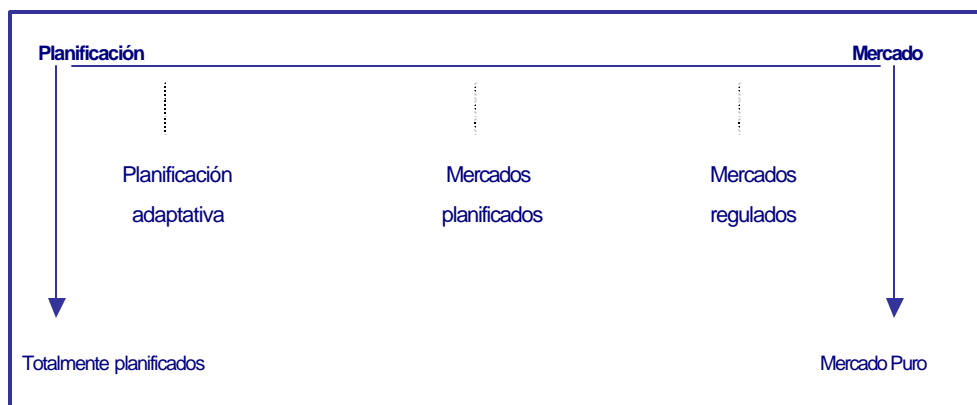 Planificación Mercado
Planificación Mercados Mercados
adaptativa planificados regulados
Totalmente planificados Mercado Puro